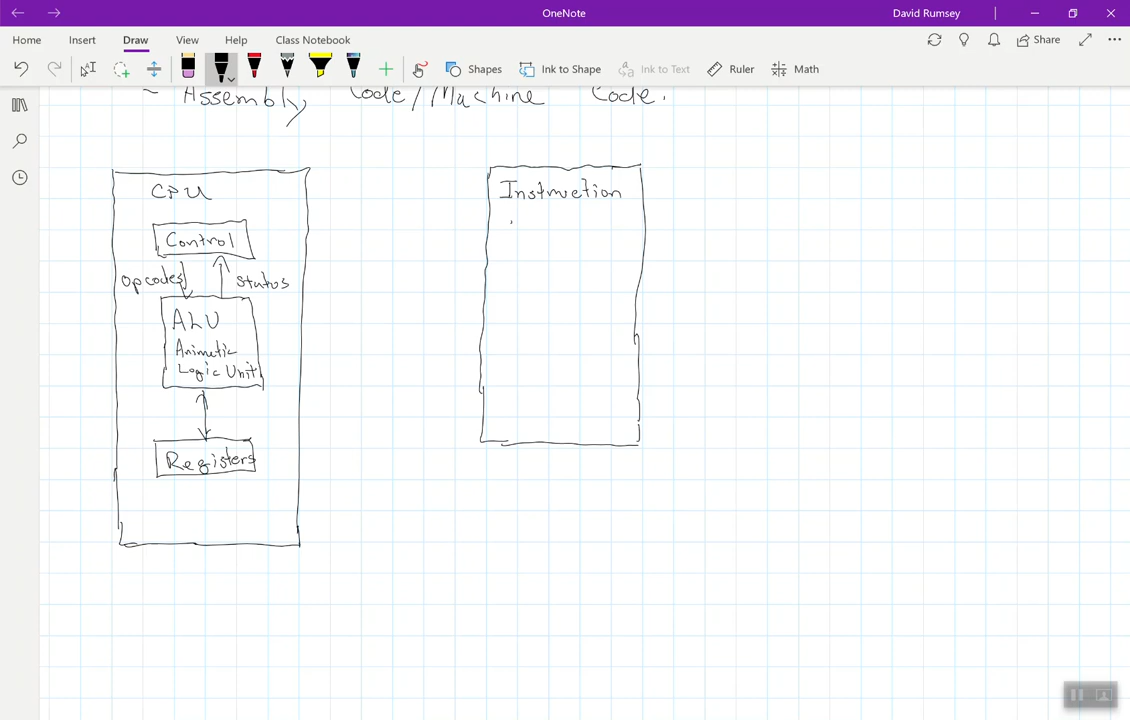 OneNote
David Rumsey
Home Insert Draw View Help Class Notebook
Share
Shapes Ink to Shape Ink to Text Ruler Math
~ Assembly Code/Machine Code.
CPU
Control
opcodes status
ALU
Arimetic
Logic Unit
Registers
Instruction